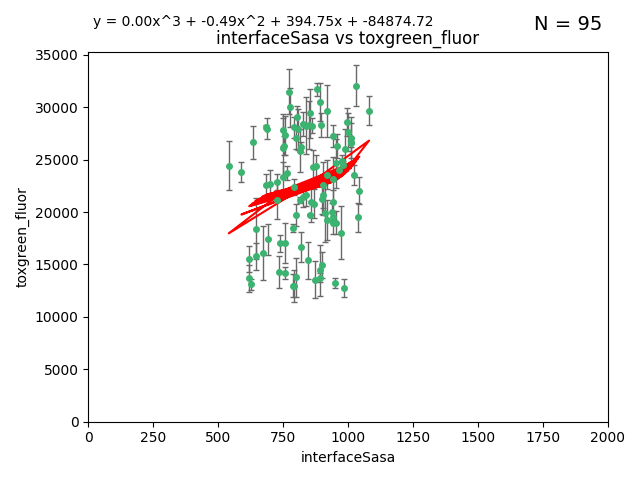 y = 0.00x^3 + -0.49x^2 + 394.75x + -84874.72
N = 95
interfaceSasa vs toxgreen_fluor
35000
30000
25000
20000
15000
10000
5000
0
toxgreen_fluor
0 250 500 750 1000 1250 1500 1750 2000
interfaceSasa